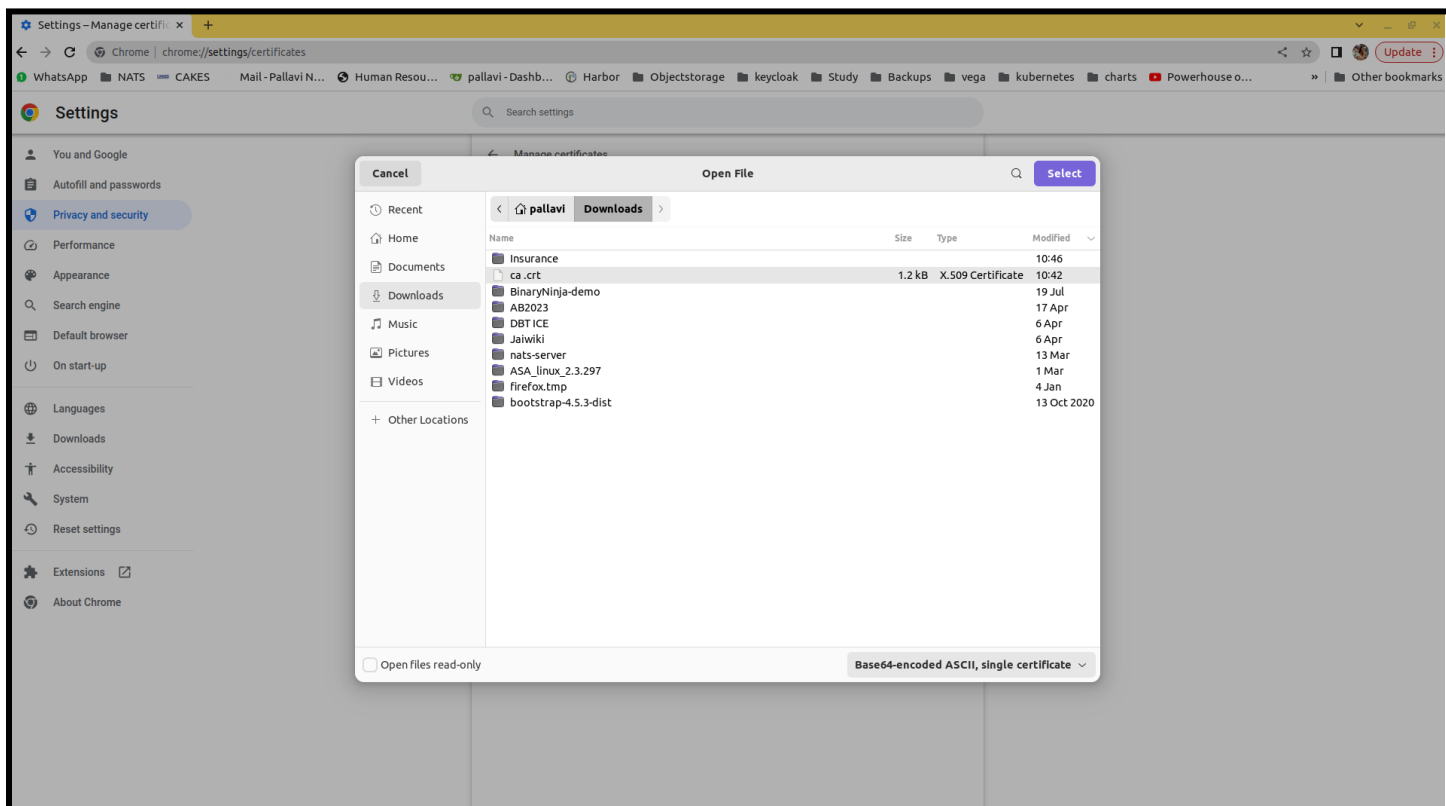 Settings – Manage certific
Chrome | chrome://settings/certificates
Update
WhatsApp NATS CAKES Mail - Pallavi N... Human Resou... pallavi - Dashb... Harbor Objectstorage keycloak Study Backups vega kubernetes charts Powerhouse o... » Other bookmarks
Settings
Search settings
You and Google
Autofill and passwords
Privacy and security
Performance
Appearance
Search engine
Default browser
On start-up
Languages
Downloads
Accessibility
System
Reset settings
Extensions
About Chrome
Manage certificates
Cancel Open File Select
Recent
Home
Documents
Downloads
Music
Pictures
Videos
+ Other Locations
pallavi Downloads
Name Size Type Modified
Insurance 10:46
ca .crt 1.2 kB X.509 Certificate 10:42
BinaryNinja-demo 19 Jul
AB2023 17 Apr
DBT ICE 6 Apr
Jaiwiki 6 Apr
nats-server 13 Mar
ASA_linux_2.3.297 1 Mar
firefox.tmp 4 Jan
bootstrap-4.5.3-dist 13 Oct 2020
Open files read-only Base64-encoded ASCII, single certificate